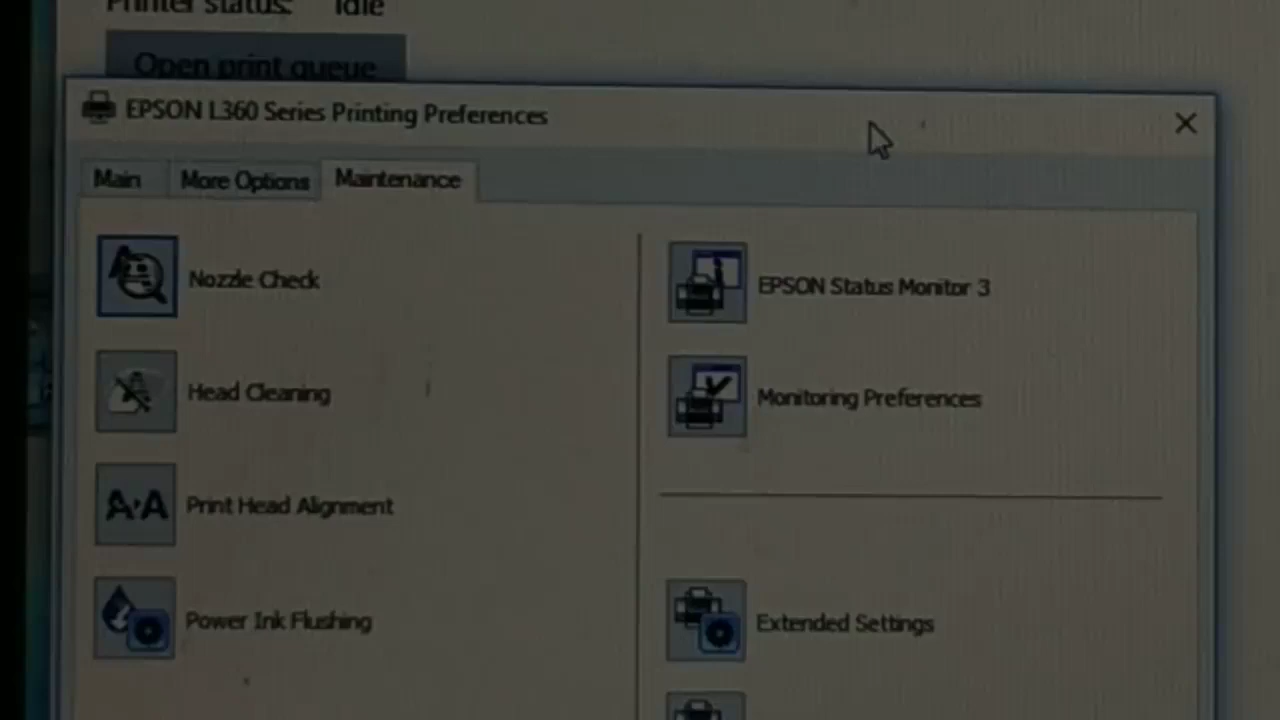 Printer status: Idle
Open print queue
EPSON L360 Series Printing Preferences
Main
More Options
Maintenance
Nozzle Check
EPSON Status Monitor 3
Head Cleaning
Monitoring Preferences
A A Print Head Alignment
Power Ink Flushing
Extended Settings